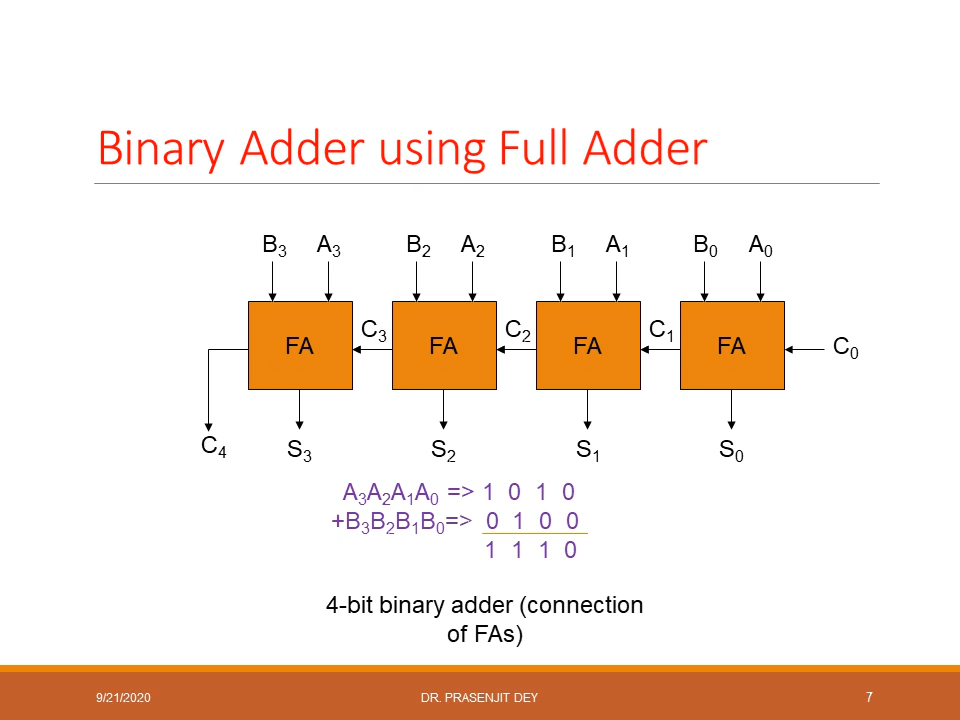 Binary Adder using Full Adder
B3 A3 B2 A2 B1 A1 B0 A0
FA C3 FA C2 FA C1 FA C0
C4 S3 S2 S1 S0
A3A2A1A0 => 1 0 1 0
+B3B2B1B0=> 0 1 0 0
1 1 1 0
4-bit binary adder (connection
of FAs)
9/21/2020 DR. PRASENJIT DEY 7